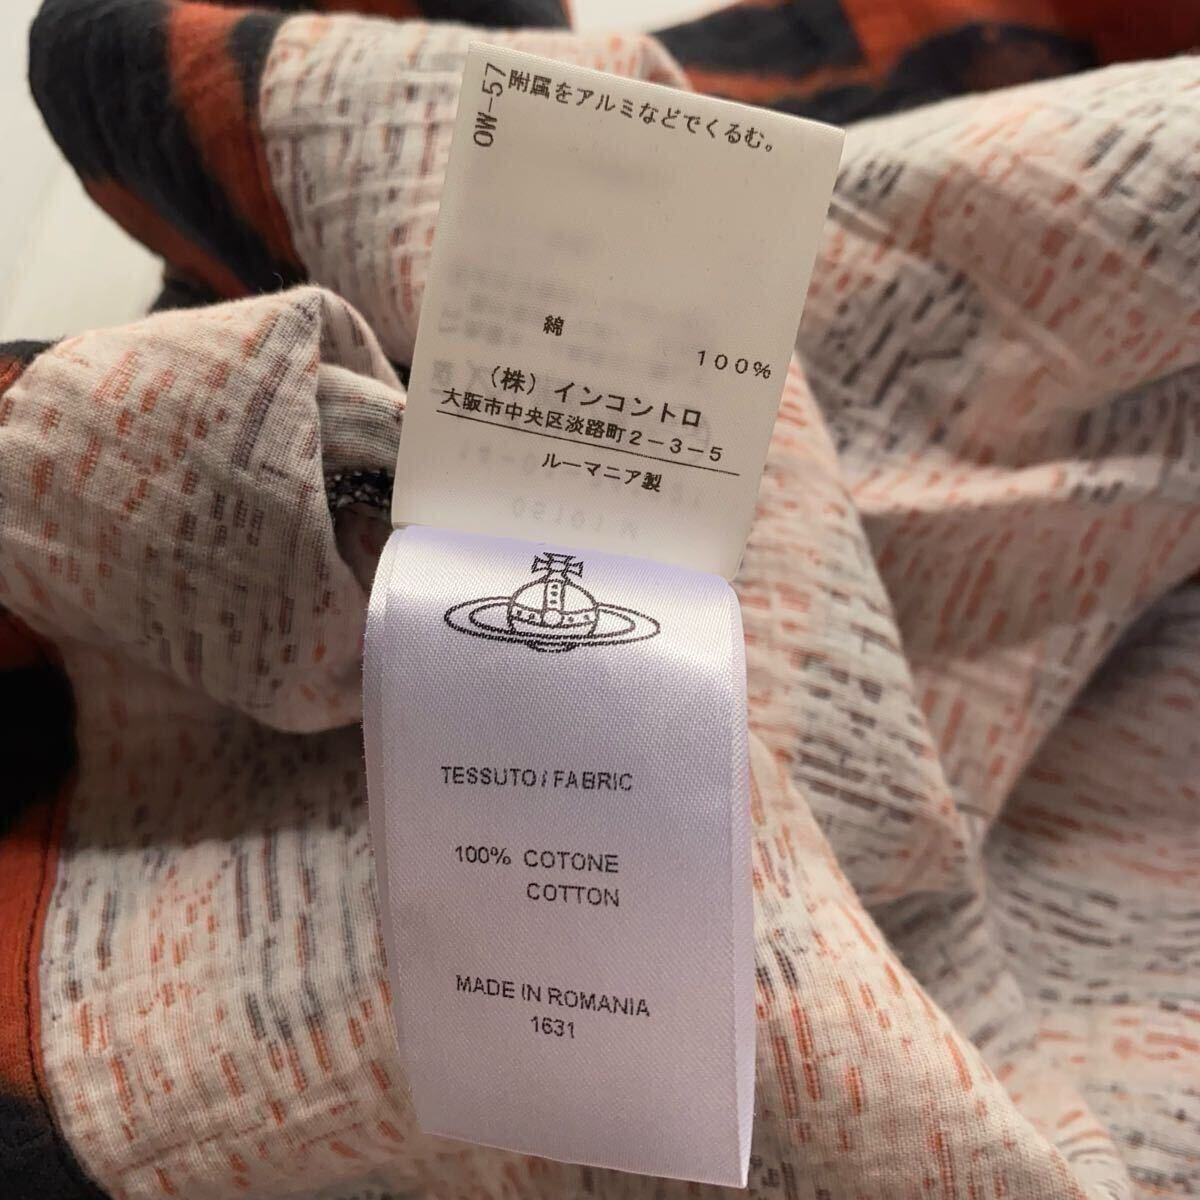 OW-57
附属をアルミなどでくるむ。
綿
100%
(株)インコントロ
大阪市中央区淡路町2-3-5
ルーマニア製
TESSUTO / FABRIC
100% COTONE
COTTON
MADE IN ROMANIA
1631